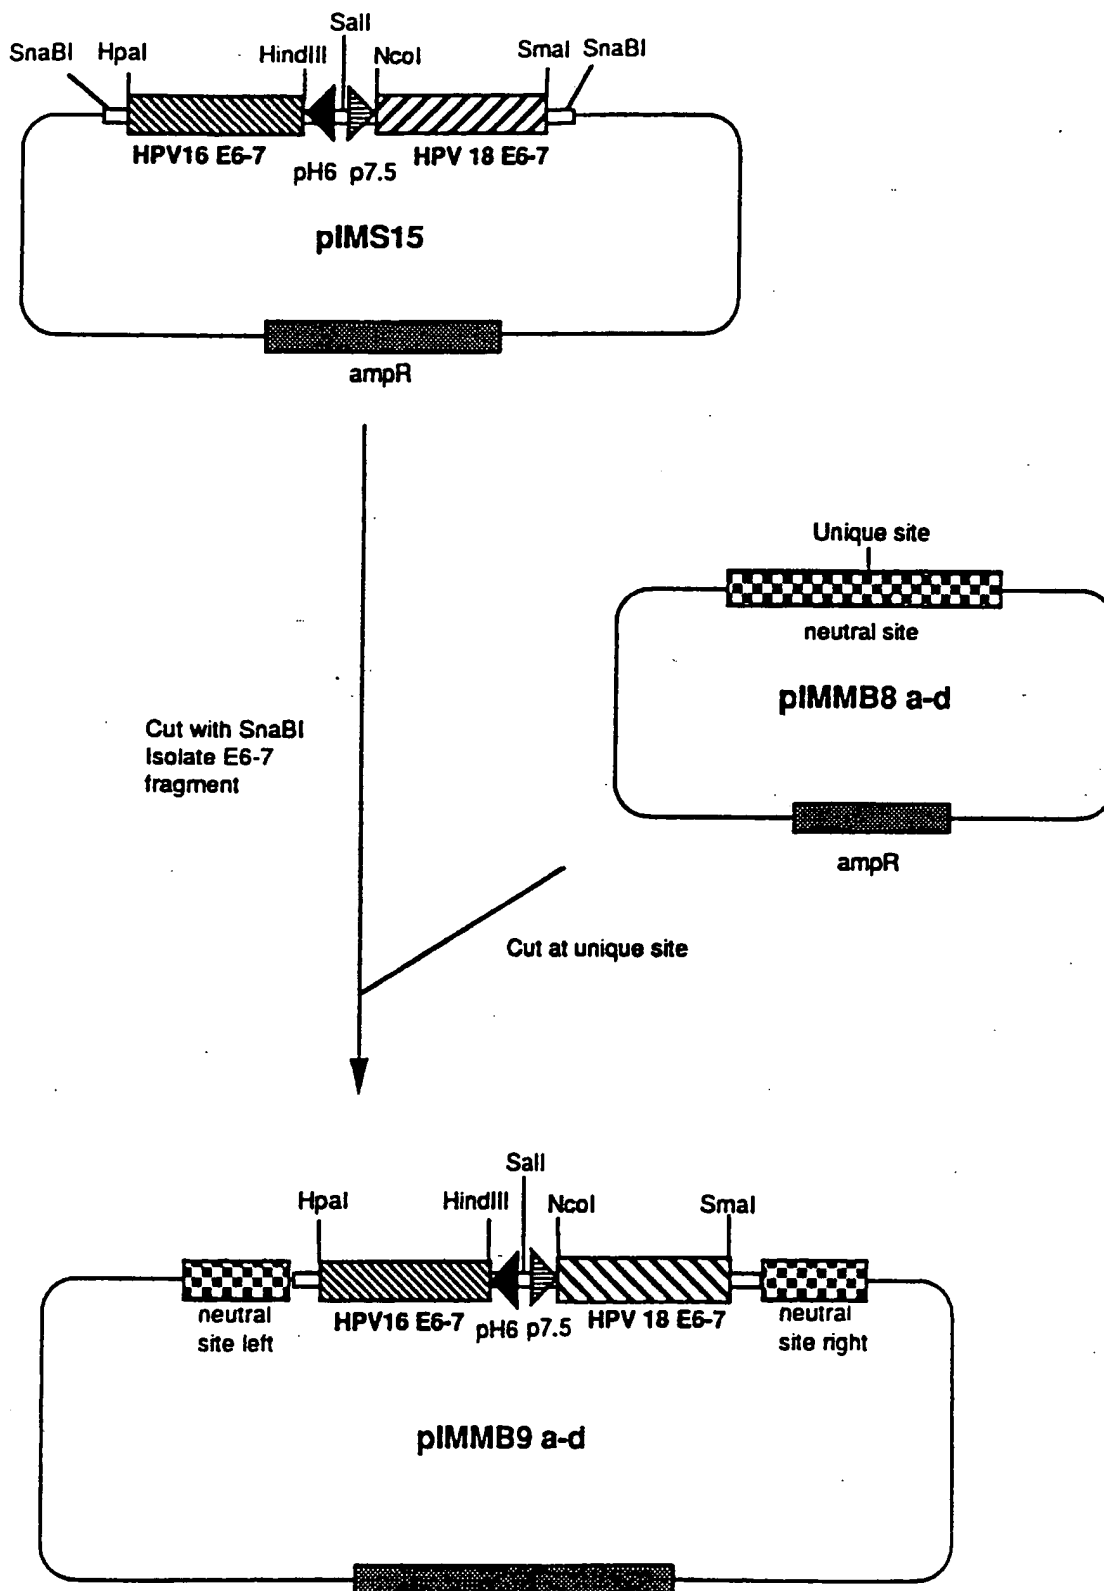 SalI
SnaBI HpaI HindIII NcoI SmaI SnaBI
HPV16 E6-7 HPV 18 E6-7
pH6 p7.5
pIMS15
ampR
Unique site
neutral site
pIMMB8 a-d
ampR
Cut with SnaBI
Isolate E6-7
fragment
Cut at unique site
SalI
HpaI HindIII NcoI SmaI
neutral
site left
HPV16 E6-7 pH6 p7.5 HPV 18 E6-7
neutral
site right
pIMMB9 a-d